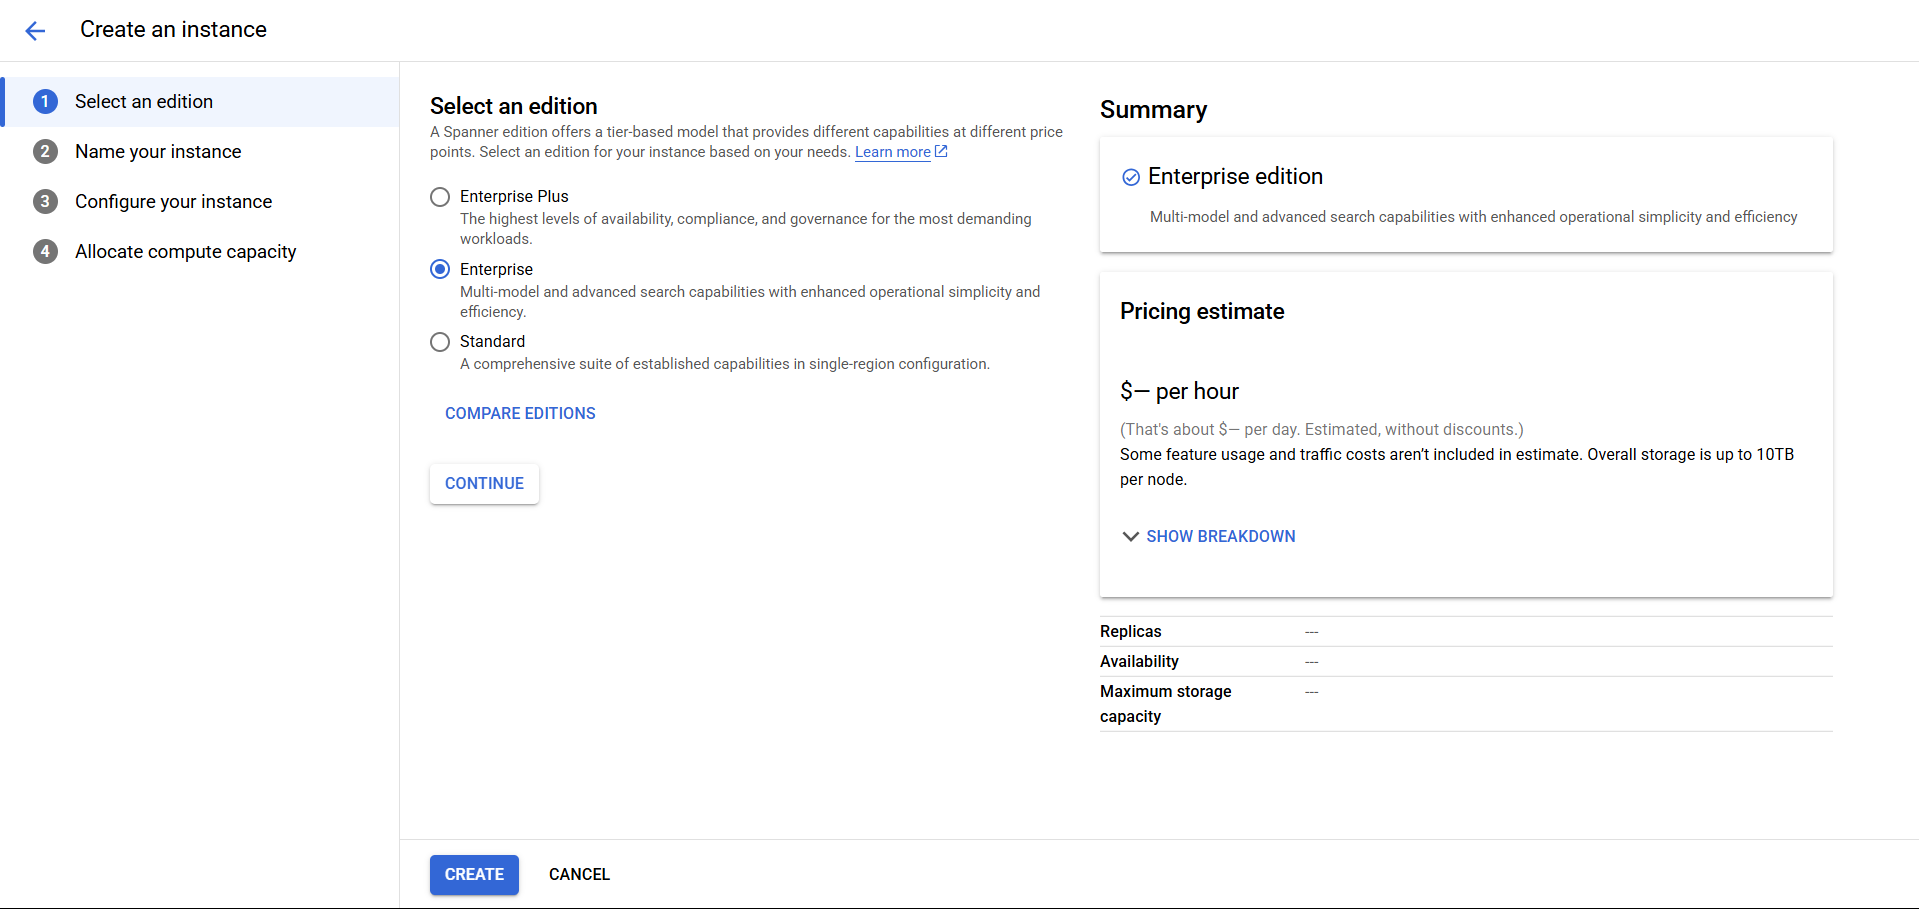 Create an instance
1 Select an edition
2 Name your instance
3 Configure your instance
4 Allocate compute capacity
Select an edition
A Spanner edition offers a tier-based model that provides different capabilities at different price
points. Select an edition for your instance based on your needs. Learn more
Enterprise Plus
The highest levels of availability, compliance, and governance for the most demanding
workloads.
Enterprise
Multi-model and advanced search capabilities with enhanced operational simplicity and
efficiency.
Standard
A comprehensive suite of established capabilities in single-region configuration.
COMPARE EDITIONS
CONTINUE
Summary
Enterprise edition
Multi-model and advanced search capabilities with enhanced operational simplicity and efficiency
Pricing estimate
$— per hour
(That's about $— per day. Estimated, without discounts.)
Some feature usage and traffic costs aren’t included in estimate. Overall storage is up to 10TB
per node.
SHOW BREAKDOWN
Replicas ---
Availability ---
Maximum storage ---
capacity
CREATE CANCEL